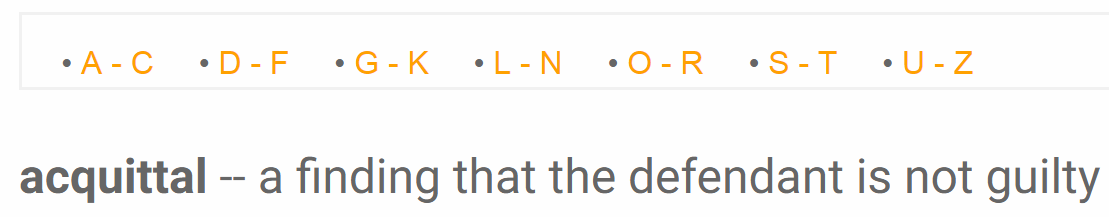 • A - C • D - F • G - K • L - N • O - R • S - T • U - Z
acquittal -- a finding that the defendant is not guilty